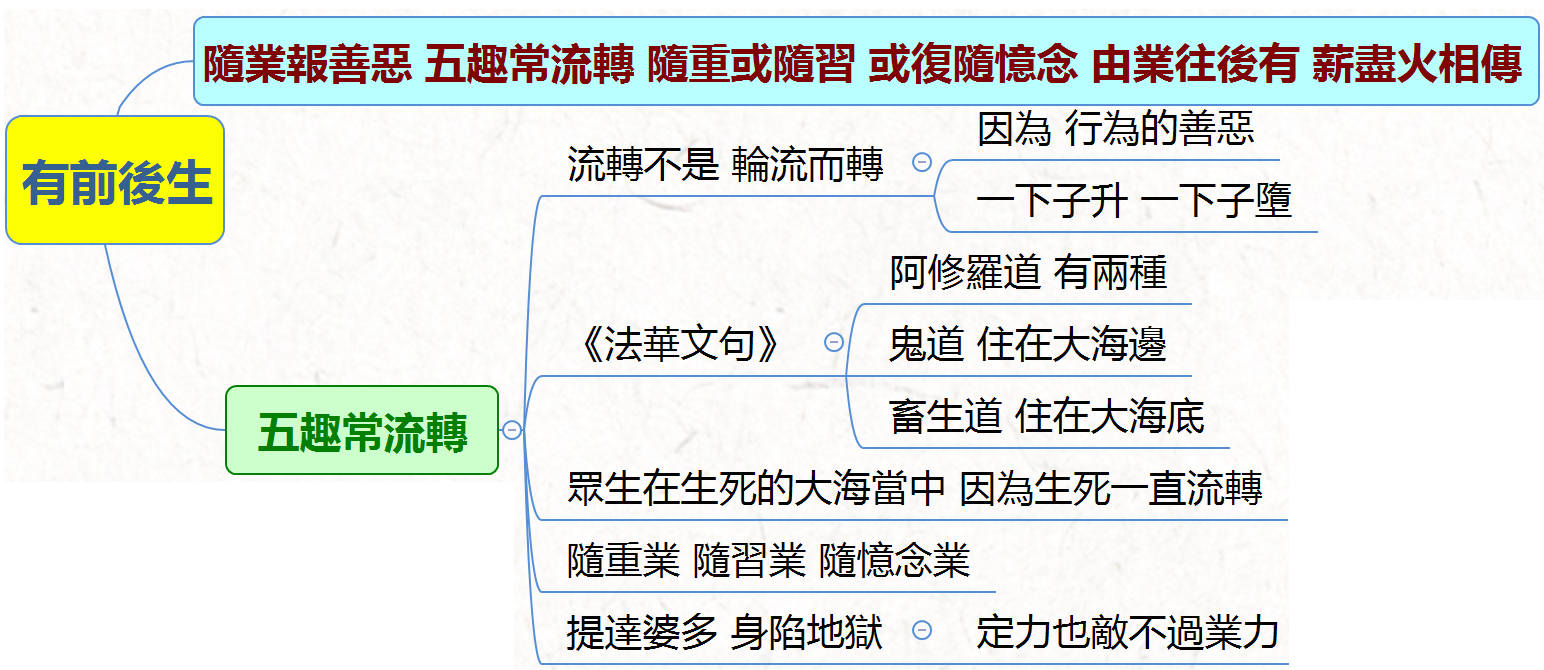 隨業報善惡 五趣常流轉 隨重或隨習 或復隨憶念 由業往後有 薪盡火相傳
有前後生
五趣常流轉
流轉不是 輪流而轉
因為 行為的善惡
一下子升 一下子墮
《法華文句》
阿修羅道 有兩種
鬼道 住在大海邊
畜生道 住在大海底
眾生在生死的大海當中 因為生死一直流轉
隨重業 隨習業 隨憶念業
提達婆多 身陷地獄
定力也敵不過業力